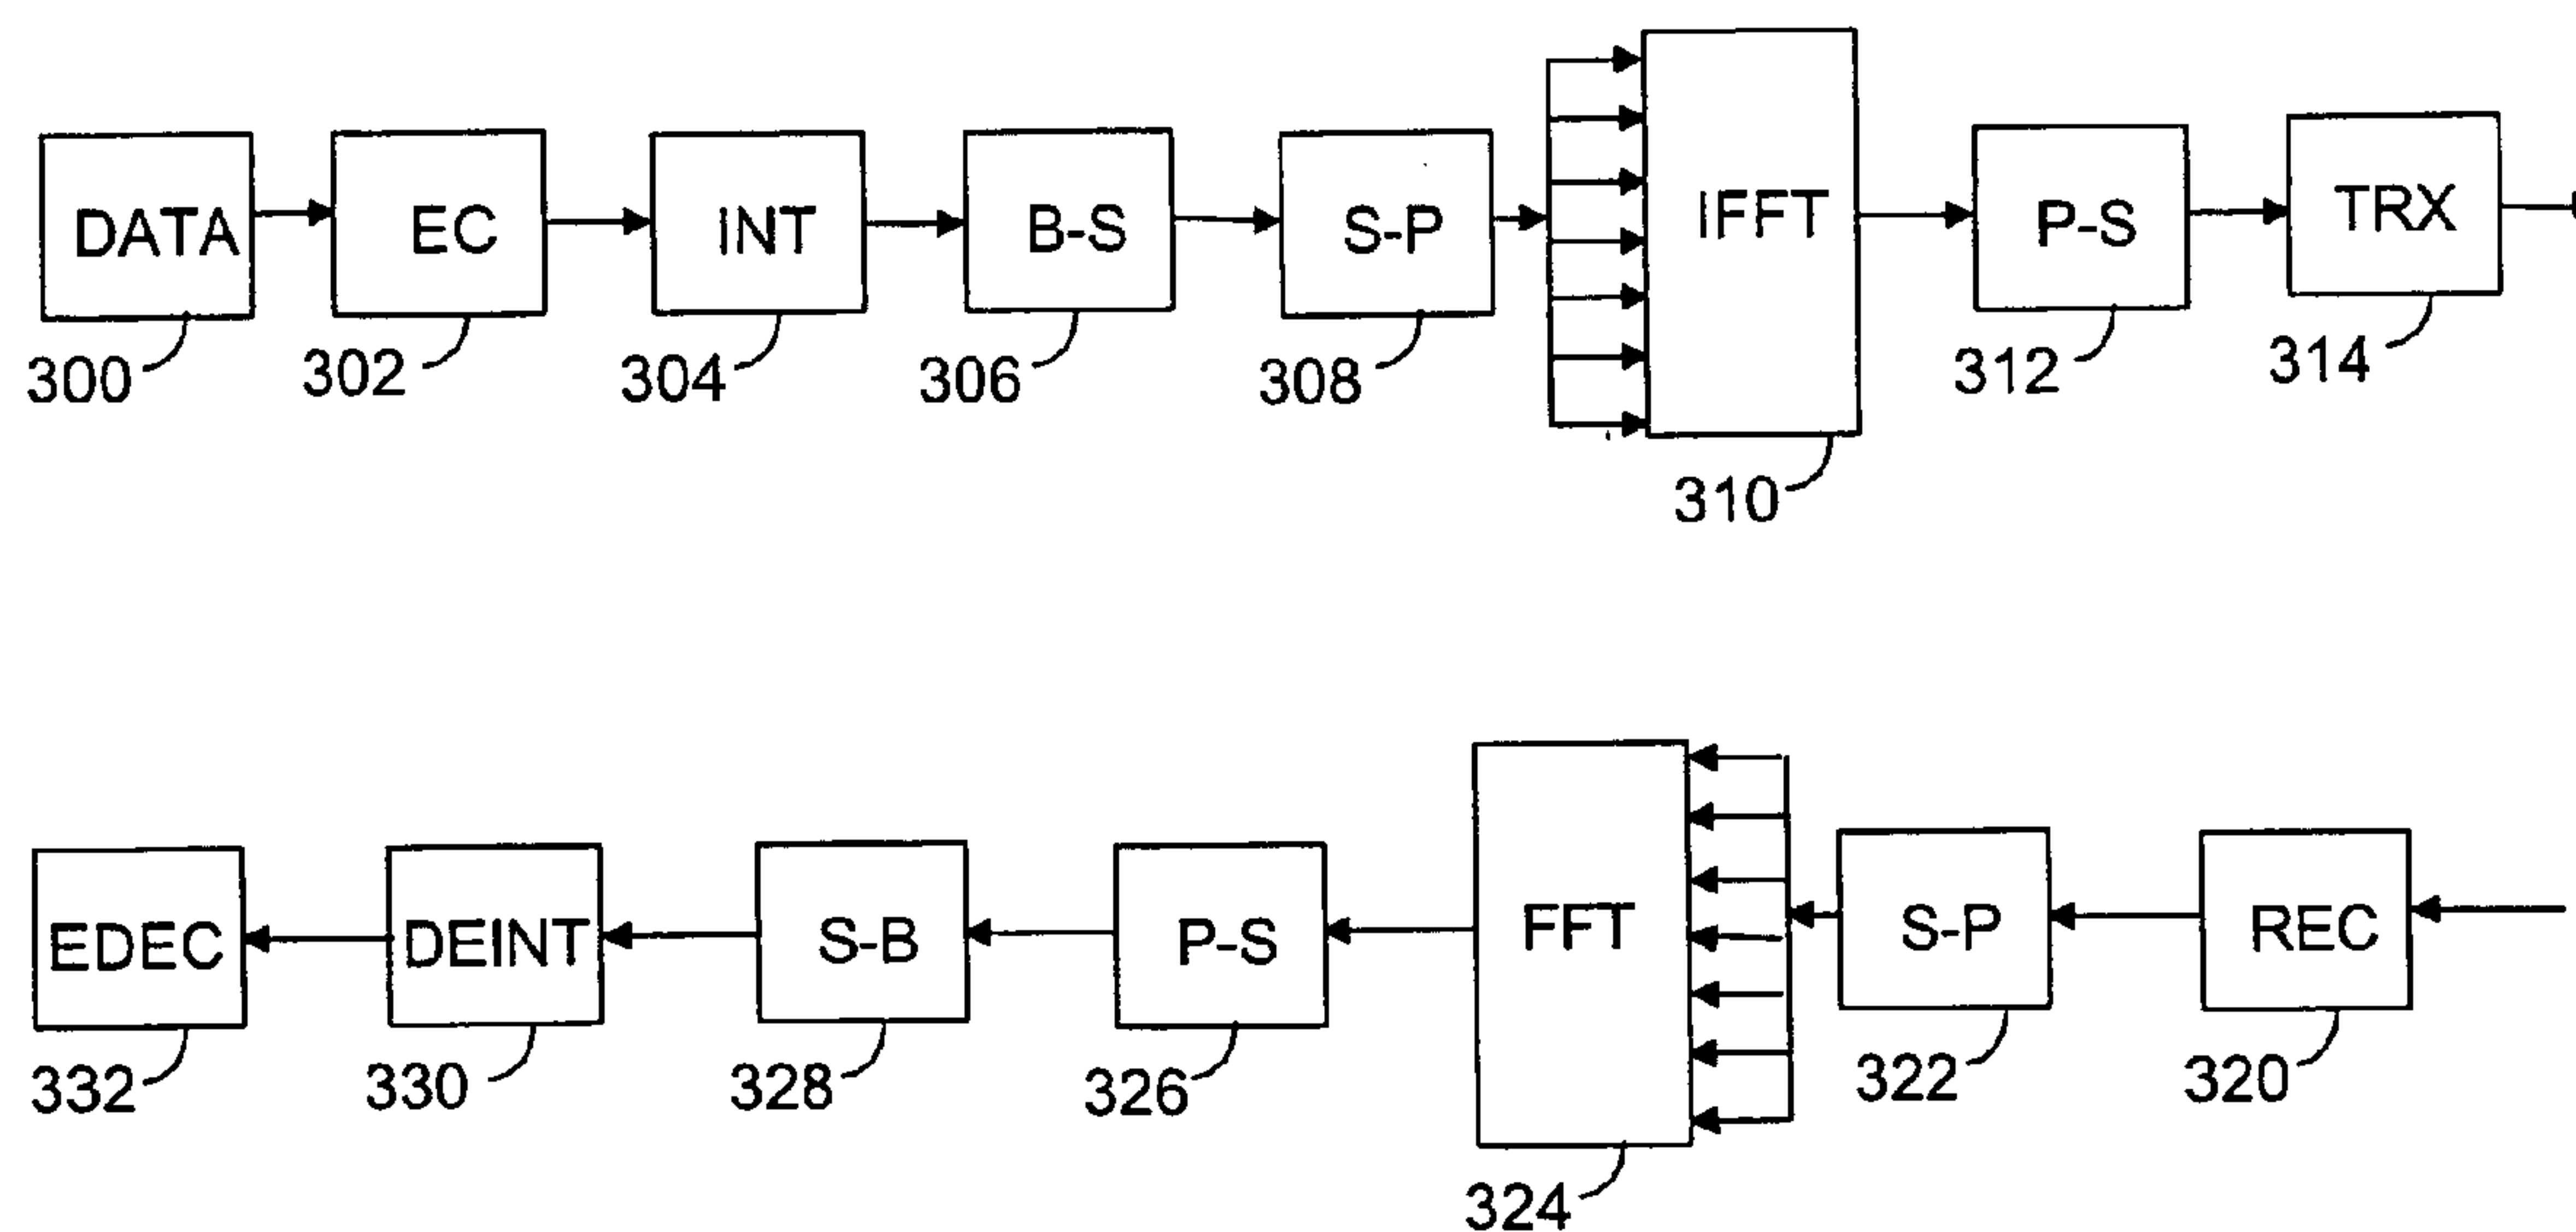 DATA
EC
INT
B-S
S-P
IFFT
P-S
TRX
300
302
304
306
308
310
312
314
EDEC
DEINT
S-B
P-S
FFT
S-P
REC
332
330
328
326
324
322
320